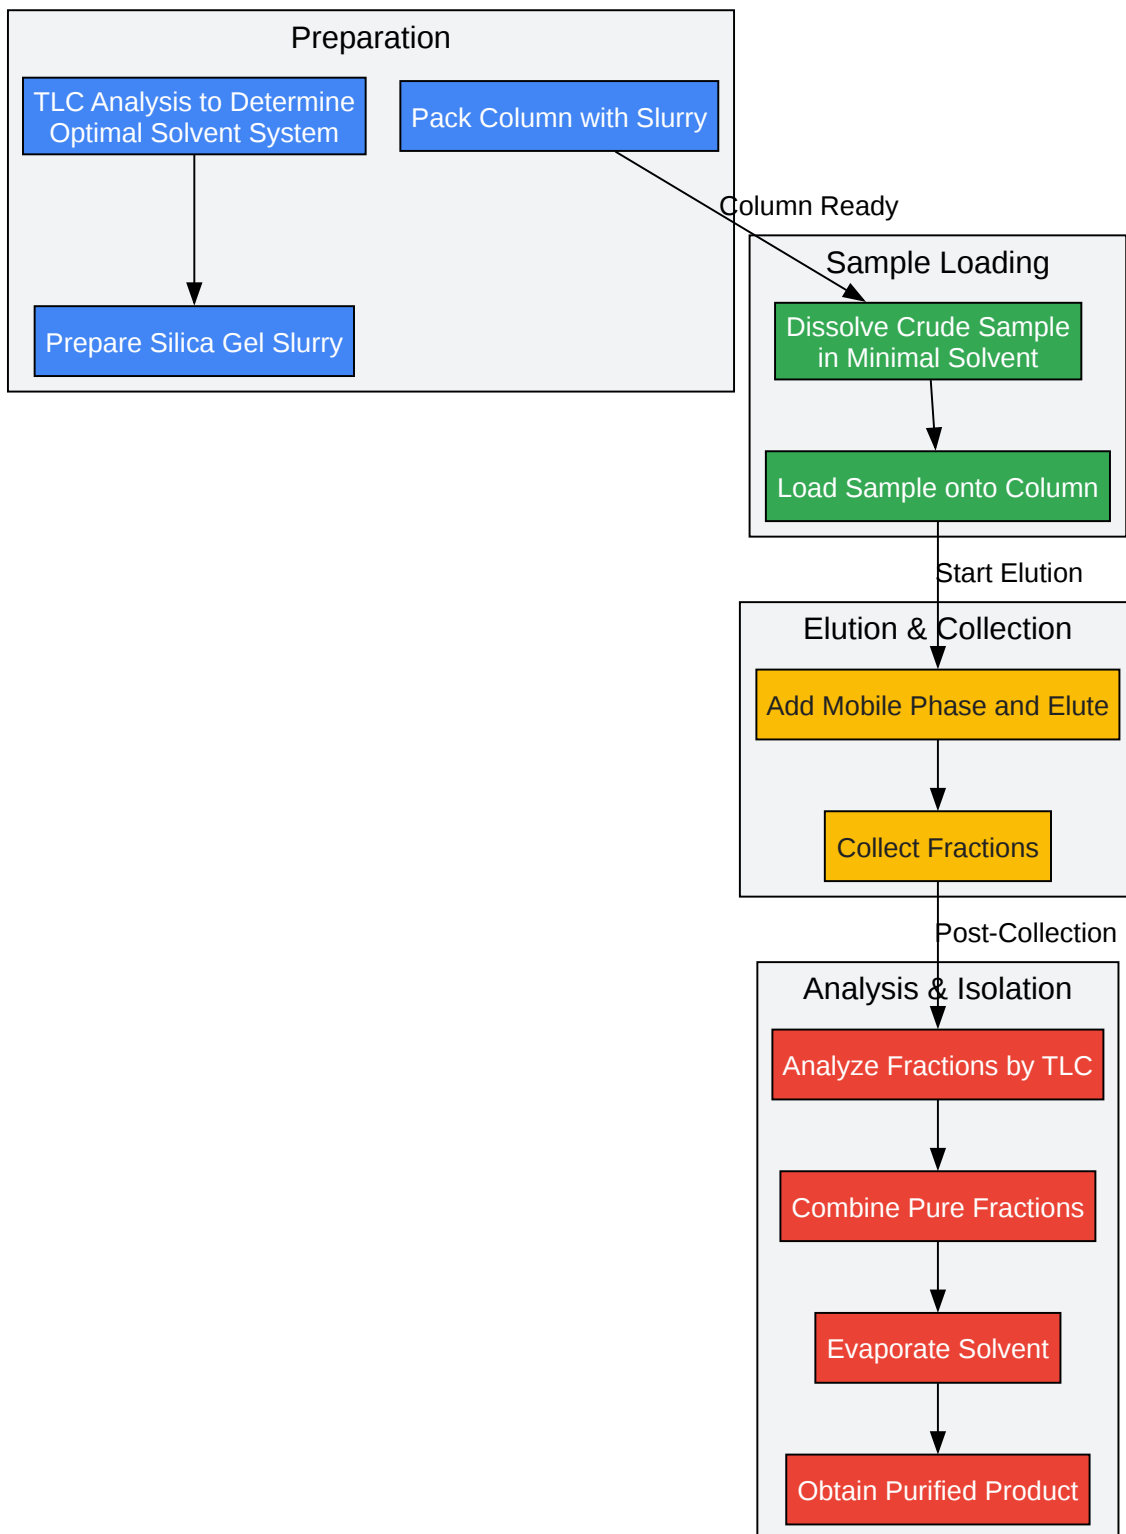 Preparation
TLC Analysis to Determine
Optimal Solvent System
Pack Column with Slurry
Column Ready
Prepare Silica Gel Slurry
Sample Loading
Dissolve Crude Sample
in Minimal Solvent
Load Sample onto Column
Start Elution
Elution & Collection
Add Mobile Phase and Elute
Collect Fractions
Post-Collection
Analysis & Isolation
Analyze Fractions by TLC
Combine Pure Fractions
Evaporate Solvent
Obtain Purified Product